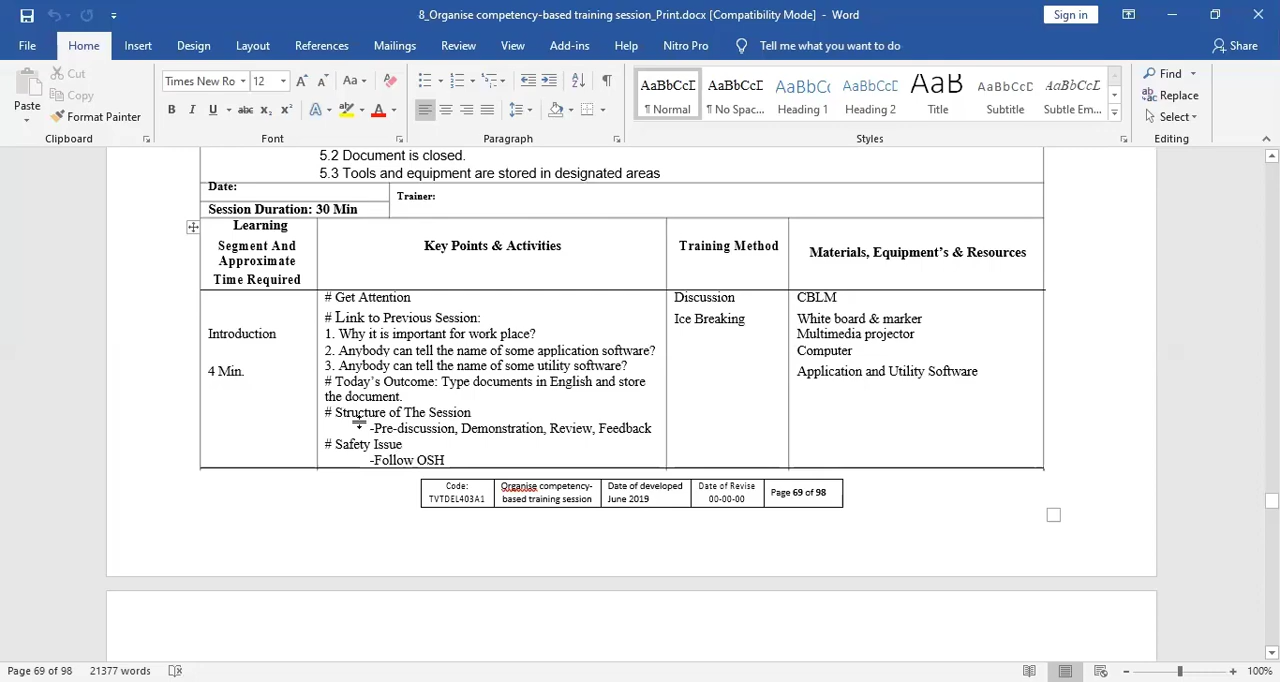 8_Organise competency-based training session_Print.docx [Compatibility Mode] - Word
Sign in
File Home Insert Design Layout References Mailings Review View Add-ins Help Nitro Pro Tell me what you want to do
Share
Paste
Cut
Copy
Format Painter
Clipboard
Times New Ro 12
Font
Paragraph
AaBbCcI AaBbCcI AaBbCc AaBbCcI AaB AaBbCcD AaBbCcL
¶ Normal ¶ No Spac... Heading 1 Heading 2 Title Subtitle Subtle Em...
Styles
Find
Replace
Select
Editing
5.2 Document is closed.
5.3 Tools and equipment are stored in designated areas
Date:
Session Duration: 30 Min
Trainer:
Learning
Segment And
Approximate
Time Required
Key Points & Activities
Training Method
Materials, Equipment's & Resources
Introduction
4 Min.
# Get Attention
# Link to Previous Session:
1. Why it is important for work place?
2. Anybody can tell the name of some application software?
3. Anybody can tell the name of some utility software?
# Today's Outcome: Type documents in English and store
the document.
# Structure of The Session
-Pre-discussion, Demonstration, Review, Feedback
# Safety Issue
-Follow OSH
Discussion
Ice Breaking
CBLM
White board & marker
Multimedia projector
Computer
Application and Utility Software
Code:
TVTDEL403A1
Organise competency-
based training session
Date of developed
June 2019
Date of Revise
00-00-00
Page 69 of 98
Page 69 of 98 21377 words
100%